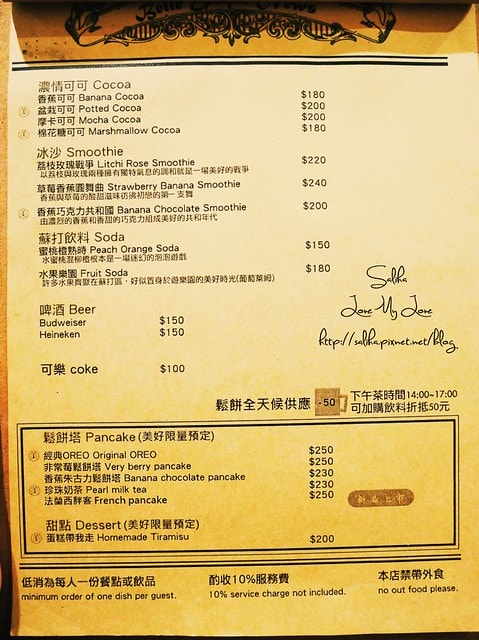 濃情可可 Cocoa
香蕉可可 Banana Cocoa $180
盆栽可可 Potted Cocoa $200
摩卡可可 Mocha Cocoa $200
棉花糖可可 Marshmallow Cocoa $180
冰沙 Smoothie
荔枝玫瑰戰爭 Litchi Rose Smoothie $220
以荔枝與玫瑰兩種擁有獨特氣息的調和就是一場美好的戰爭
草莓香蕉圓舞曲 Strawberry Banana Smoothie $240
香蕉與草莓的酸甜滋味彷彿初戀的第一支舞
香蕉巧克力共和國 Banana Chocolate Smoothie $200
由濃烈的香蕉和香甜的巧克力組成美好的共和年代
蘇打飲料 Soda
蜜桃橙熟時 Peach Orange Soda $150
水蜜桃混柳橙根本是一場迷幻的泡泡遊戲
水果樂園 Fruit Soda $180
許多水果齊聚在蘇打區，好似置身於遊樂園的美好時光(葡萄萊姆)
Saliha
Love My Love
http://saliha.pixnet.net/blog
啤酒 Beer
Budweiser $150
Heineken $150
可樂 coke $100
鬆餅全天候供應 -50 下午茶時間14:00~17:00
可加購飲料折抵50元
鬆餅塔 Pancake (美好限量預定)
經典OREO Original OREO $250
非常莓鬆餅塔 Very berry pancake $250
香蕉朱古力鬆餅塔 Banana chocolate pancake $230
珍珠奶茶 Pearl milk tea $230
法蘭西胖客 French pancake $250 新品上市
甜點 Dessert (美好限量預定)
蛋糕帶我走 Homemade Tiramisu $200
低消為每人一份餐點或飲品 酌收10%服務費 本店禁帶外食
minimum order of one dish per guest. 10% service charge not included. no out food please.